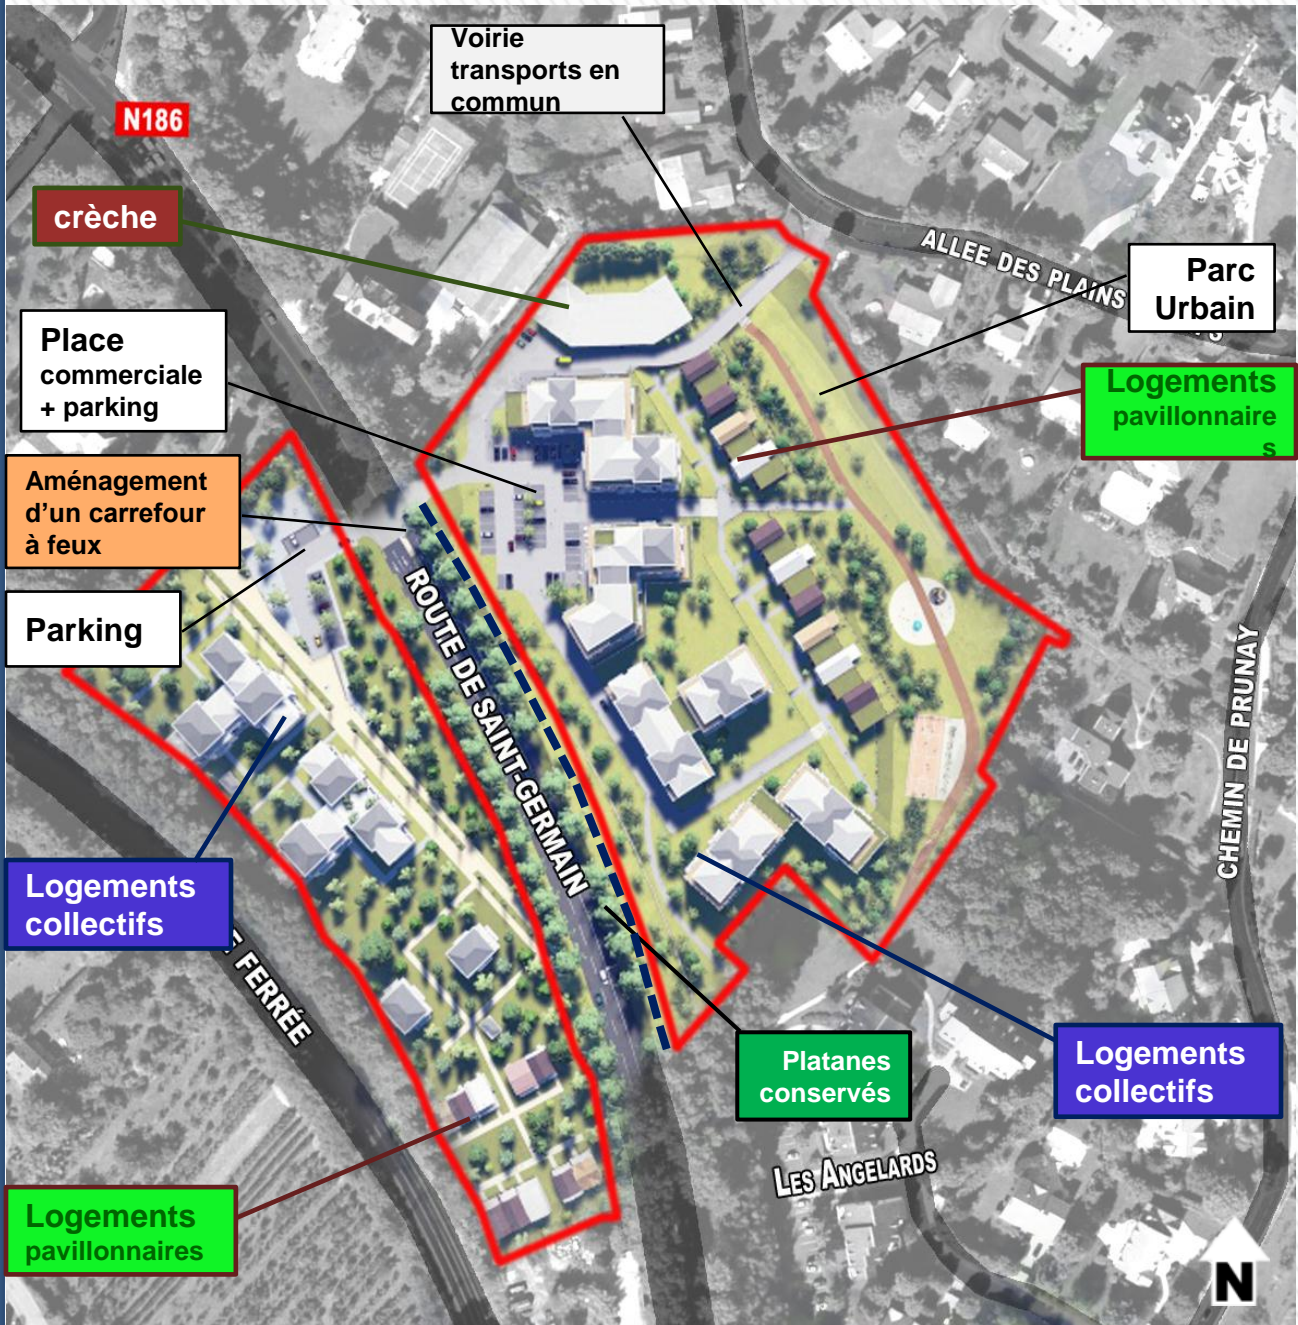 Voirie
transports en
commun
N186
crèche
ALLEE DES PLAINS
Parc
Urbain
Place
commerciale
+ parking
Logements
pavillonnaire
s
Aménagement
d'un carrefour
à feux
Parking
ROUTE DE SAINT-GERMAIN
CHEMIN DE PRUNAY
Logements
collectifs
FERRÉE
Platanes
conservés
Logements
collectifs
LES ANGELARDS
Logements
pavillonnaires
N